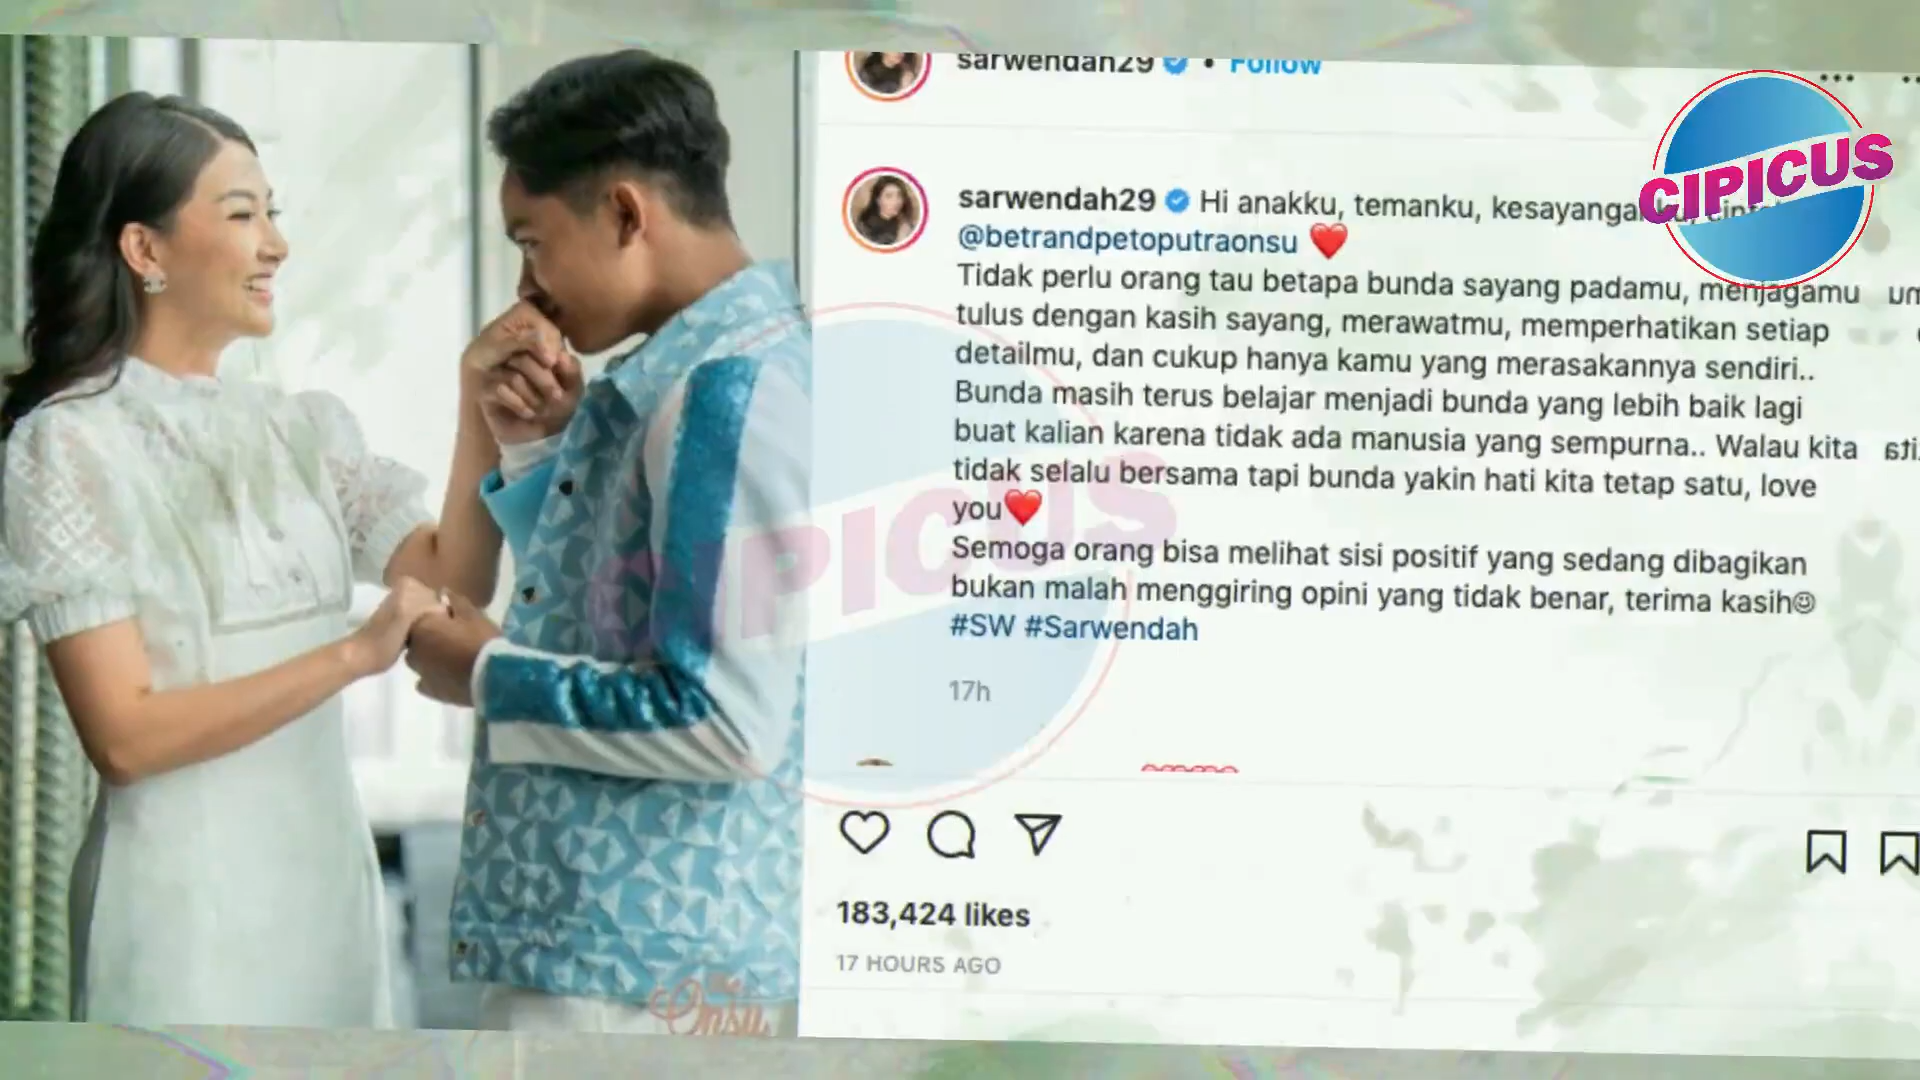 sarwendah29 • Follow
CIPICUS
sarwendah29 Hi anakku, temanku,
@betrandpetoputraonsu ❤️
Tidak perlu orang tau betapa bunda sayang padamu, menjagamu
tulus dengan kasih sayang, merawatmu, memperhatikan setiap
detailmu, dan cukup hanya kamu yang merasakannya sendiri..
Bunda masih terus belajar menjadi bunda yang lebih baik lagi
buat kalian karena tidak ada manusia yang sempurna.. Walau kita
tidak selalu bersama tapi bunda yakin hati kita tetap satu, love
you❤️
Semoga orang bisa melihat sisi positif yang sedang dibagikan
bukan malah menggiring opini yang tidak benar, terima kasih☺
#SW #Sarwendah
17h
CIPICUS
183,424 likes
17 HOURS AGO
The
Onsu